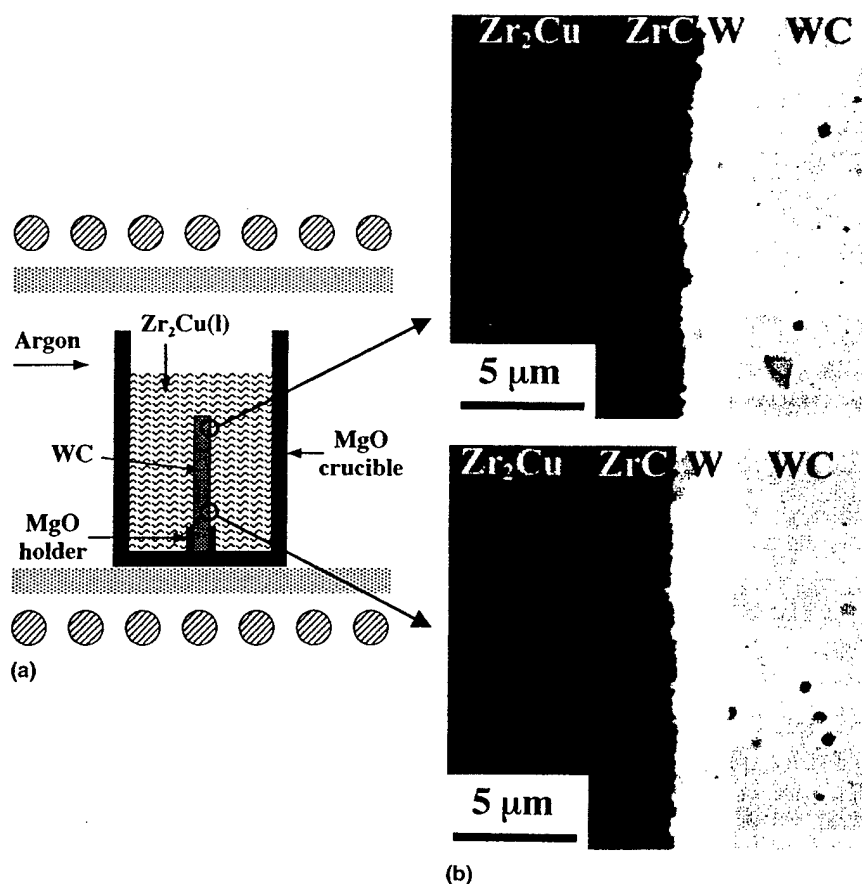 Zr₂Cu ZrC W WC
5 μm
Zr₂Cu(l)
Argon
WC
MgO
crucible
MgO
holder
(a)
Zr₂Cu ZrC W WC
5 μm
(b)